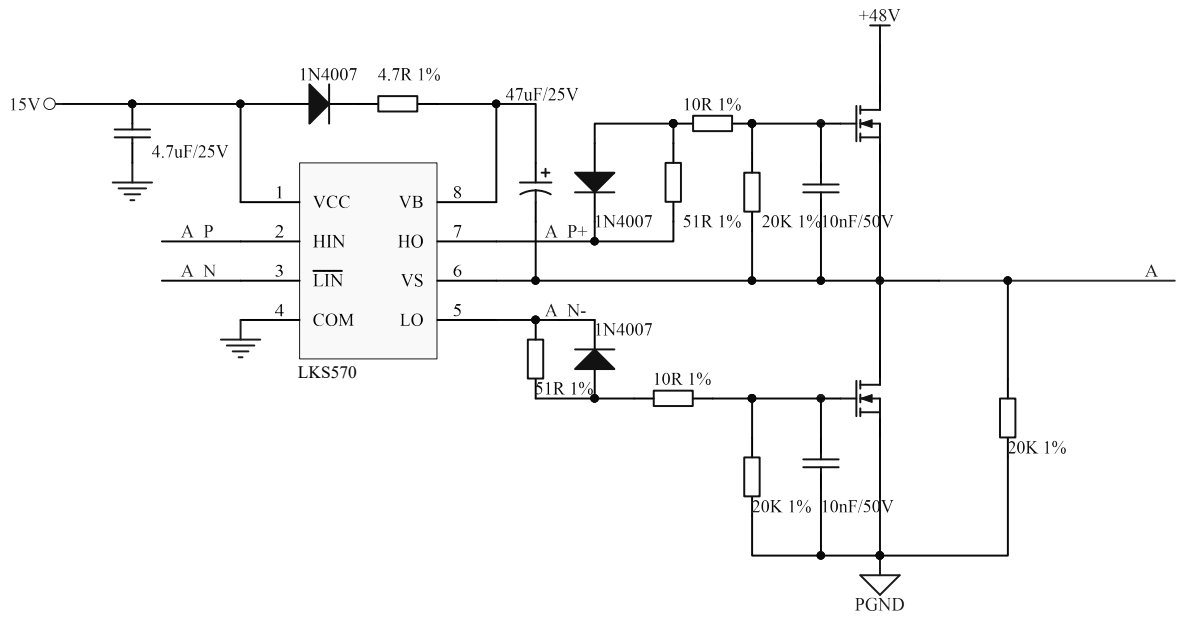 +48V
1N4007
4.7R 1%
47uF/25V
15V
10R 1%
4.7uF/25V
1
VCC
VB
8
1N4007
51R 1%
20K 1%
10nF/50V
A P
2
HIN
HO
7
A P+
A N
3
LIN
VS
6
A
4
COM
LO
5
A N-
1N4007
LKS570
51R 1%
10R 1%
20K 1%
20K 1%
10nF/50V
PGND